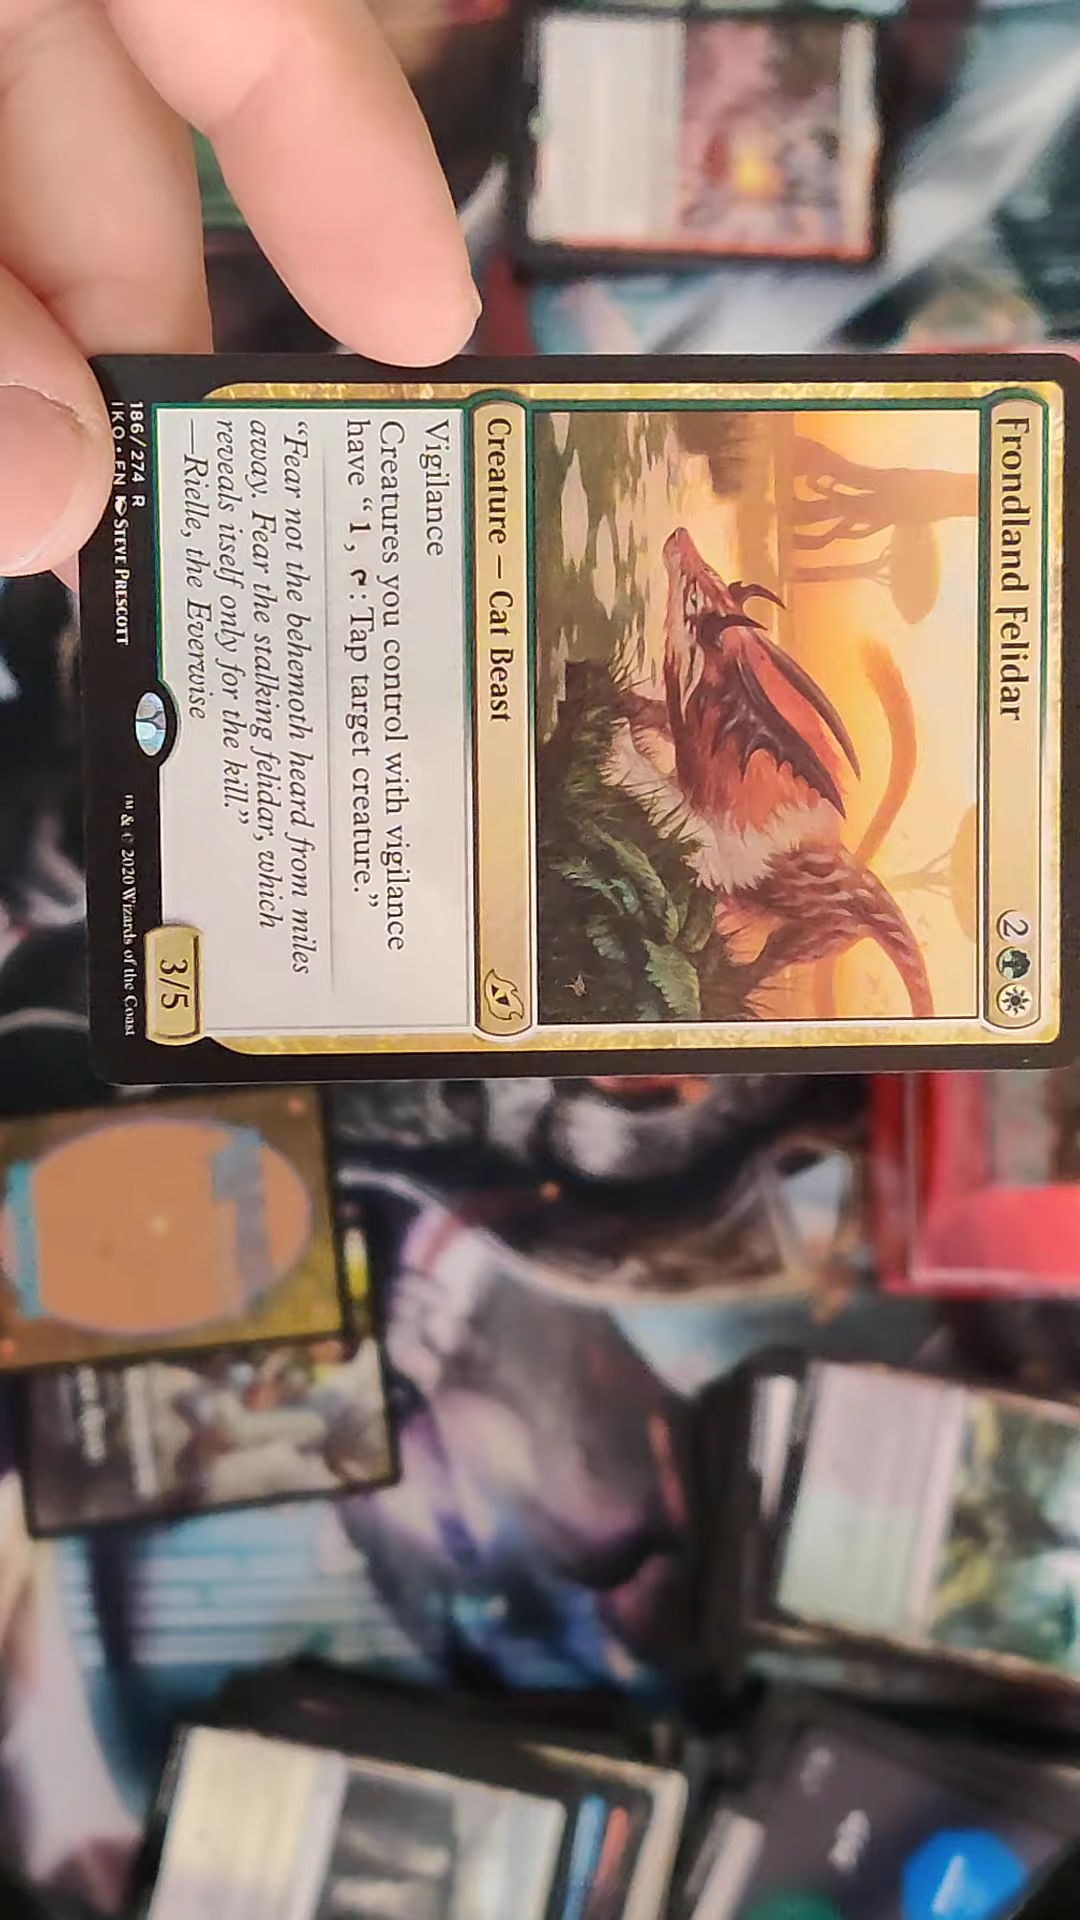 Frondland Felidar 2
Creature — Cat Beast
Vigilance
Creatures you control with vigilance
have “1, : Tap target creature.”
“Fear not the behemoth heard from miles
away. Fear the stalking felidar, which
reveals itself only for the kill.”
—Rielle, the Everwise
3/5
186/274 R
IKO • EN STEVE PRESCOTT
™ & © 2020 Wizards of the Coast